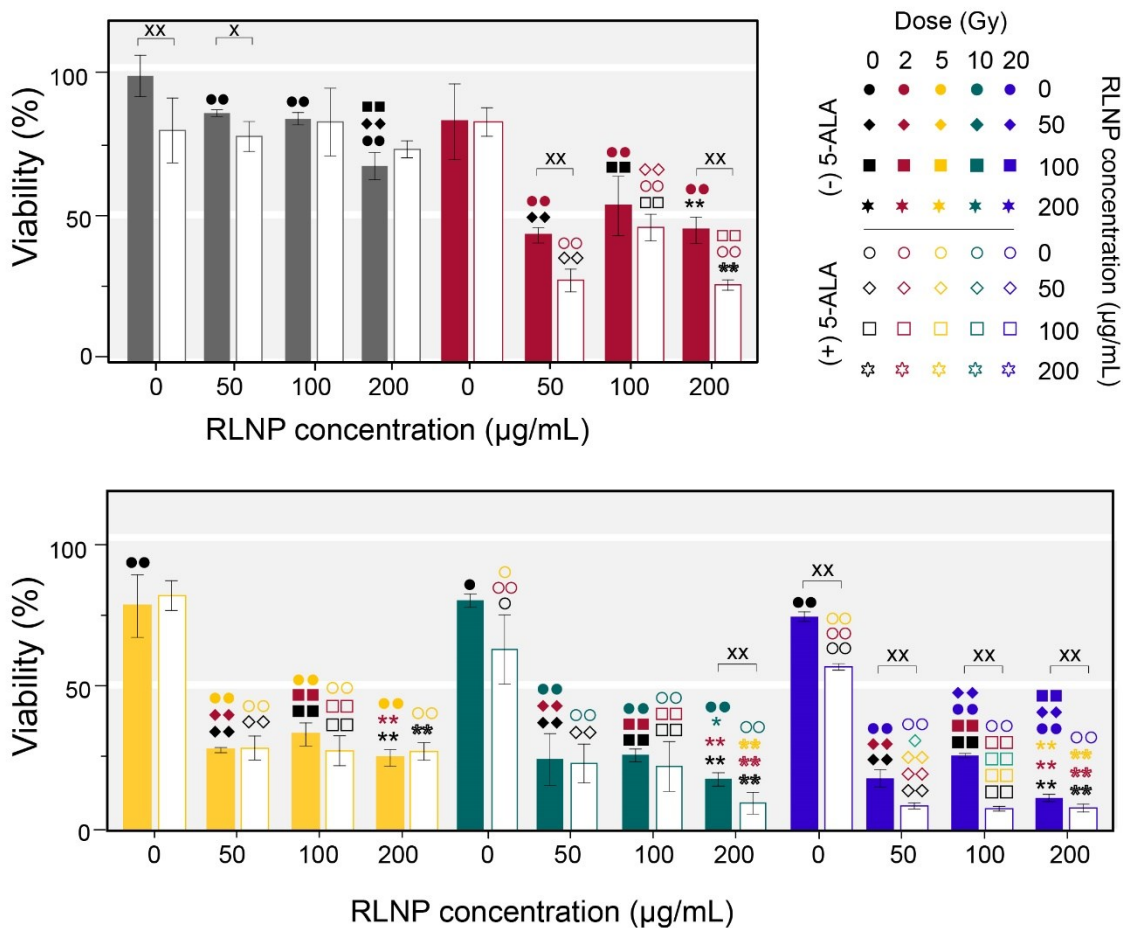 Viability (%)
100
50
0
xx
x
xx
xx
**
**
0 50 100 200 0 50 100 200
RLNP concentration (µg/mL)
Dose (Gy)
0 2 5 10 20
(-) 5-ALA
0
50
100
200
(+) 5-ALA
0
50
100
200
RLNP concentration (µg/mL)
Viability (%)
100
50
0
**
**
**
xx
*
**
**
**
**
**
xx
xx
xx
xx
**
**
**
**
**
**
0 50 100 200 0 50 100 200 0 50 100 200
RLNP concentration (µg/mL)